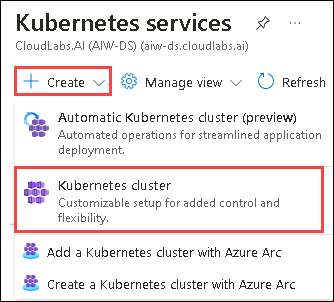 Kubernetes services
CloudLabs.AI (AIW-DS) (aiw-ds.cloudlabs.ai)
Create
Manage view
Refresh
Automatic Kubernetes cluster (preview)
Automated operations for streamlined application
deployment.
Kubernetes cluster
Customizable setup for added control and
flexibility.
Add a Kubernetes cluster with Azure Arc
Create a Kubernetes cluster with Azure Arc